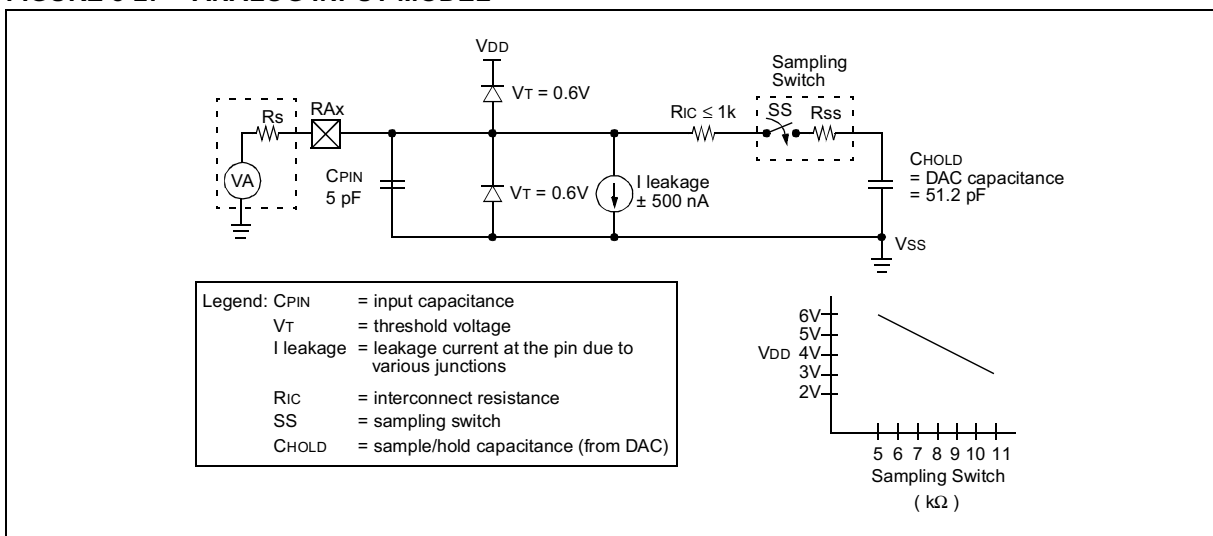 VDD
Sampling
Switch
VT = 0.6V
RIC ≤ 1k
SS
RSS
Rs
RAx
VA
CPIN
5 pF
VT = 0.6V
I leakage
± 500 nA
CHOLD
= DAC capacitance
= 51.2 pF
VSS
Legend: CPIN = input capacitance
VT = threshold voltage
I leakage = leakage current at the pin due to
various junctions
RIC = interconnect resistance
SS = sampling switch
CHOLD = sample/hold capacitance (from DAC)
6V
5V
VDD 4V
3V
2V
5 6 7 8 9 10 11
Sampling Switch
( kΩ )